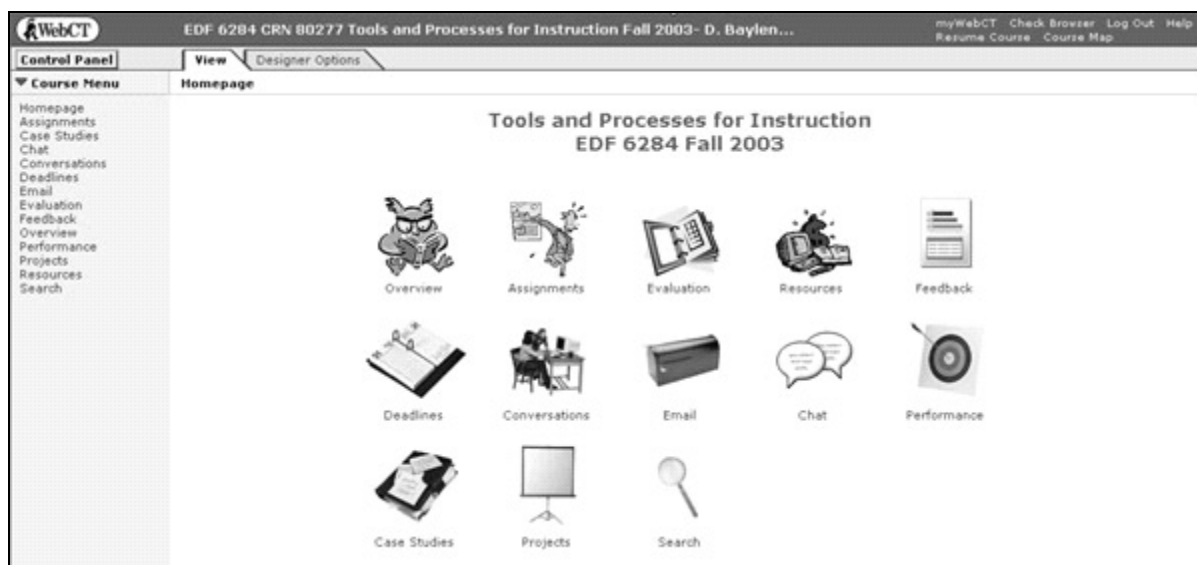 WebCT
EDF 6284 CRN 80277 Tools and Processes for Instruction Fall 2003- D. Baylen...
myWebCT Check Browser Log Out Help
Resume Course Course Map
Control Panel
View Designer Options
Course Menu
Homepage
Homepage
Assignments
Case Studies
Chat
Conversations
Deadlines
Email
Evaluation
Feedback
Overview
Performance
Projects
Resources
Search
Tools and Processes for Instruction
EDF 6284 Fall 2003
Overview Assignments Evaluation Resources Feedback
Deadlines Conversations Email Chat Performance
Case Studies Projects Search